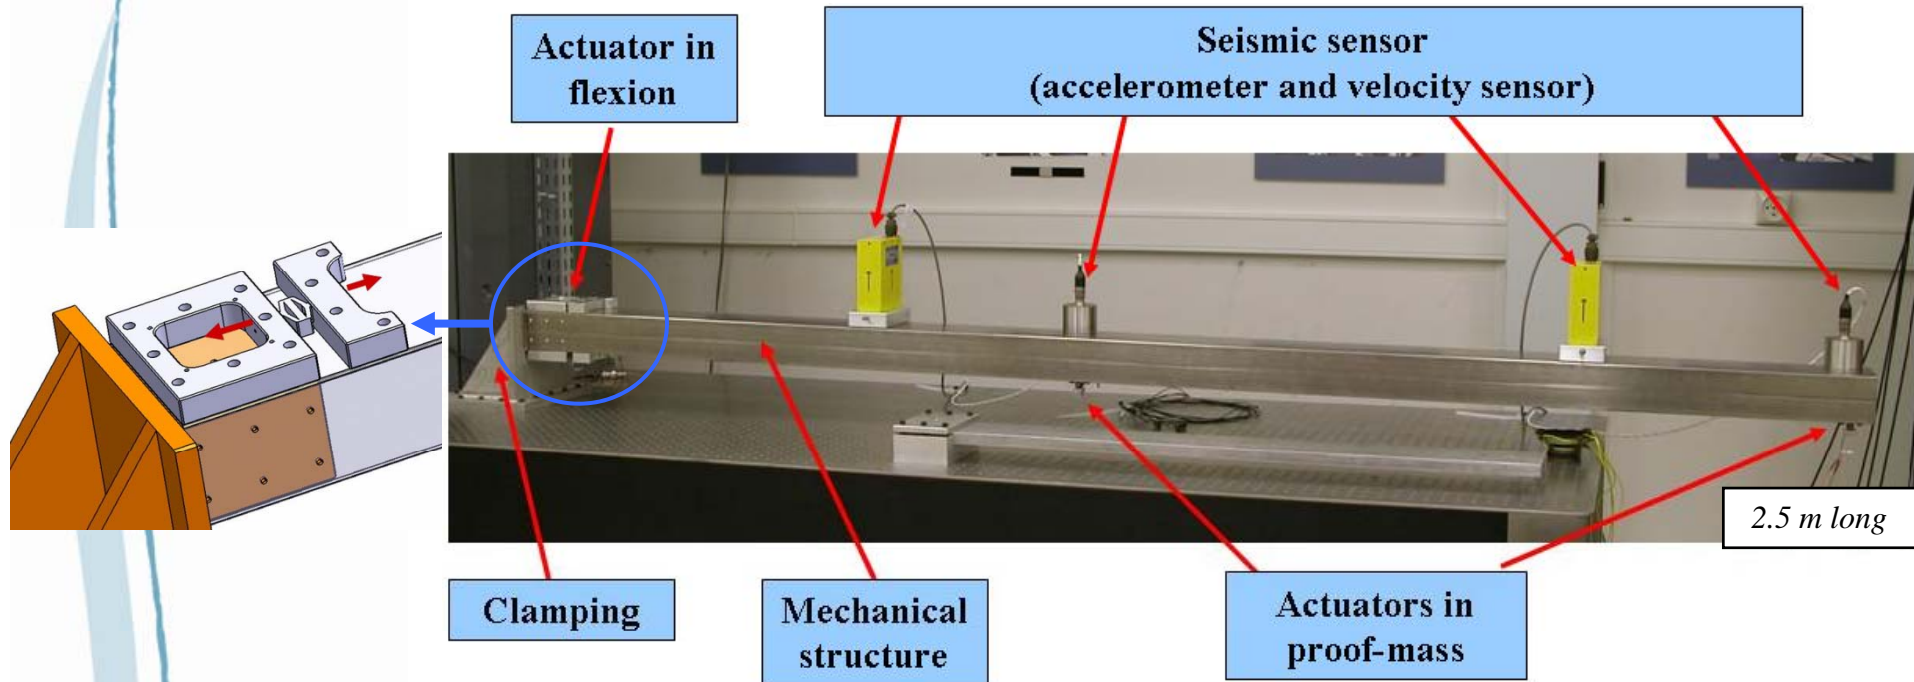 Actuator in
flexion
Seismic sensor
(accelerometer and velocity sensor)
2.5 m long
Clamping
Mechanical
structure
Actuators in
proof-mass